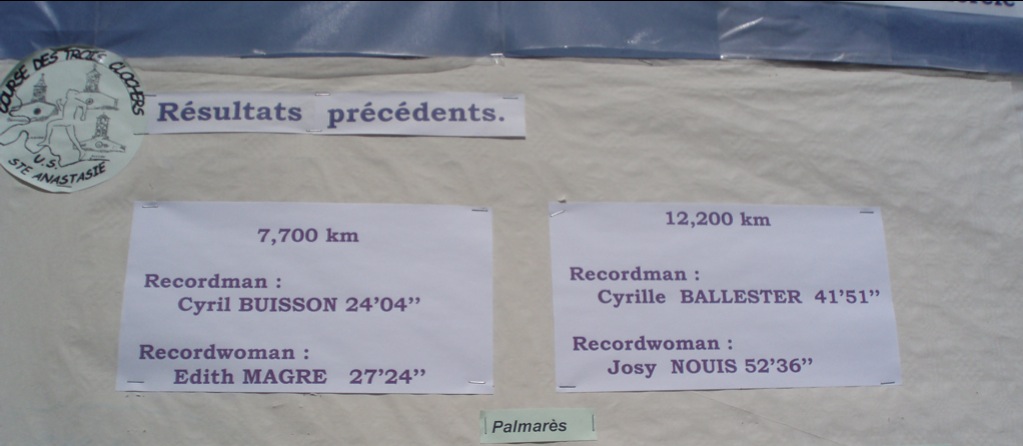 COURSE DES TROIS CLOCHERS
U.S.
STE ANASTASIE
Résultats précédents.
7,700 km
Recordman :
Cyril BUISSON 24'04’’
Recordwoman :
Edith MAGRE 27'24’’
12,200 km
Recordman :
Cyrille BALLESTER 41'51’’
Recordwoman :
Josy NOUIS 52'36’’
Palmarès